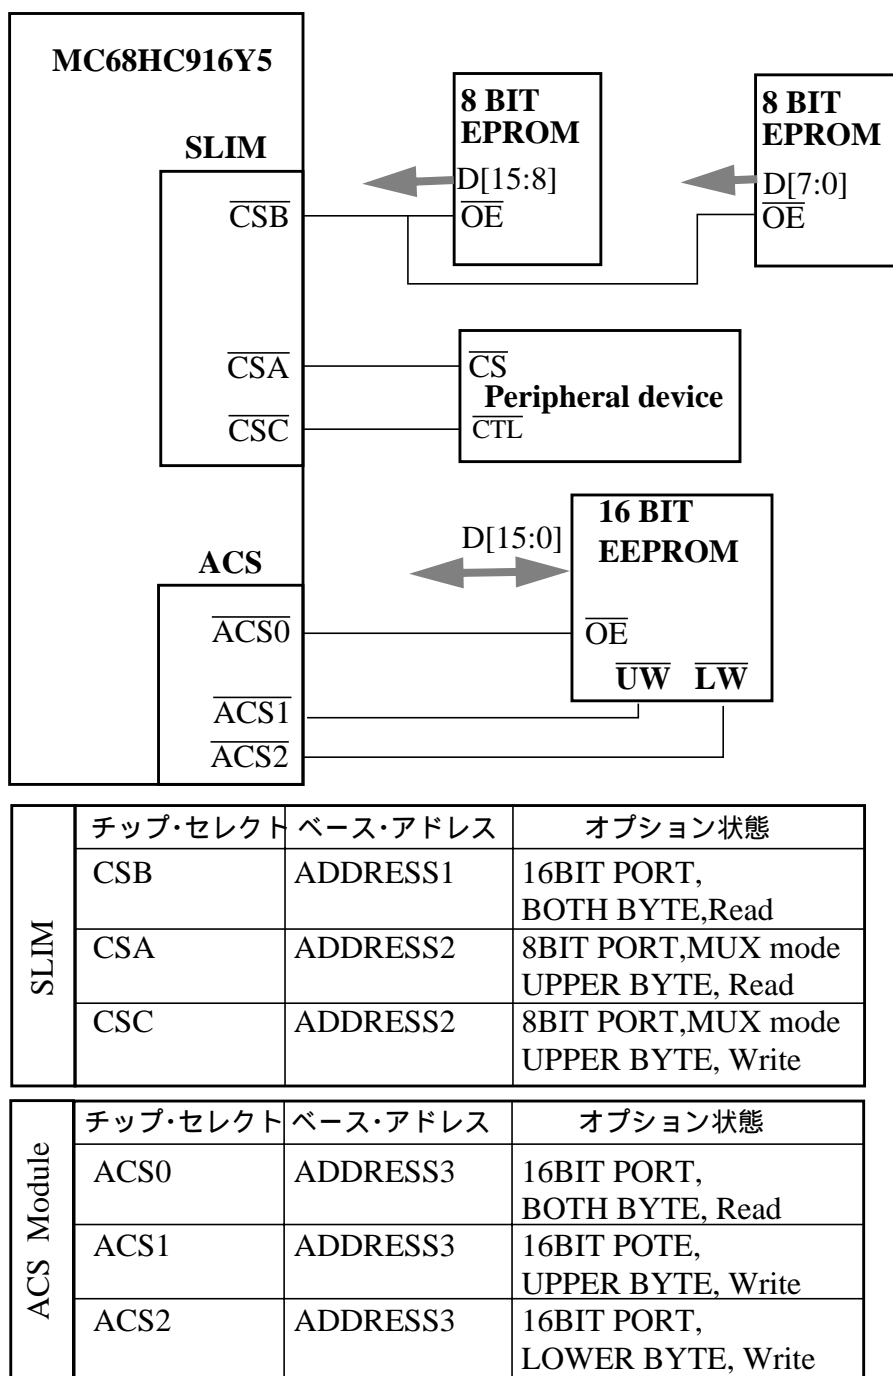 MC68HC916Y5
8 BIT
EPROM
D[15:8]
OE
8 BIT
EPROM
D[7:0]
OE
SLIM
CSB
CSA
CSC
CS
Peripheral device
CTL
16 BIT
EEPROM
D[15:0]
OE
UW LW
ACS
ACS0
ACS1
ACS2
SLIM
チップ・セレクト ベース・アドレス オプション状態
CSB ADDRESS1 16BIT PORT,
BOTH BYTE,Read
CSA ADDRESS2 8BIT PORT,MUX mode
UPPER BYTE, Read
CSC ADDRESS2 8BIT PORT,MUX mode
UPPER BYTE, Write
ACS Module
チップ・セレクト ベース・アドレス オプション状態
ACS0 ADDRESS3 16BIT PORT,
BOTH BYTE, Read
ACS1 ADDRESS3 16BIT POTE,
UPPER BYTE, Write
ACS2 ADDRESS3 16BIT PORT,
LOWER BYTE, Write